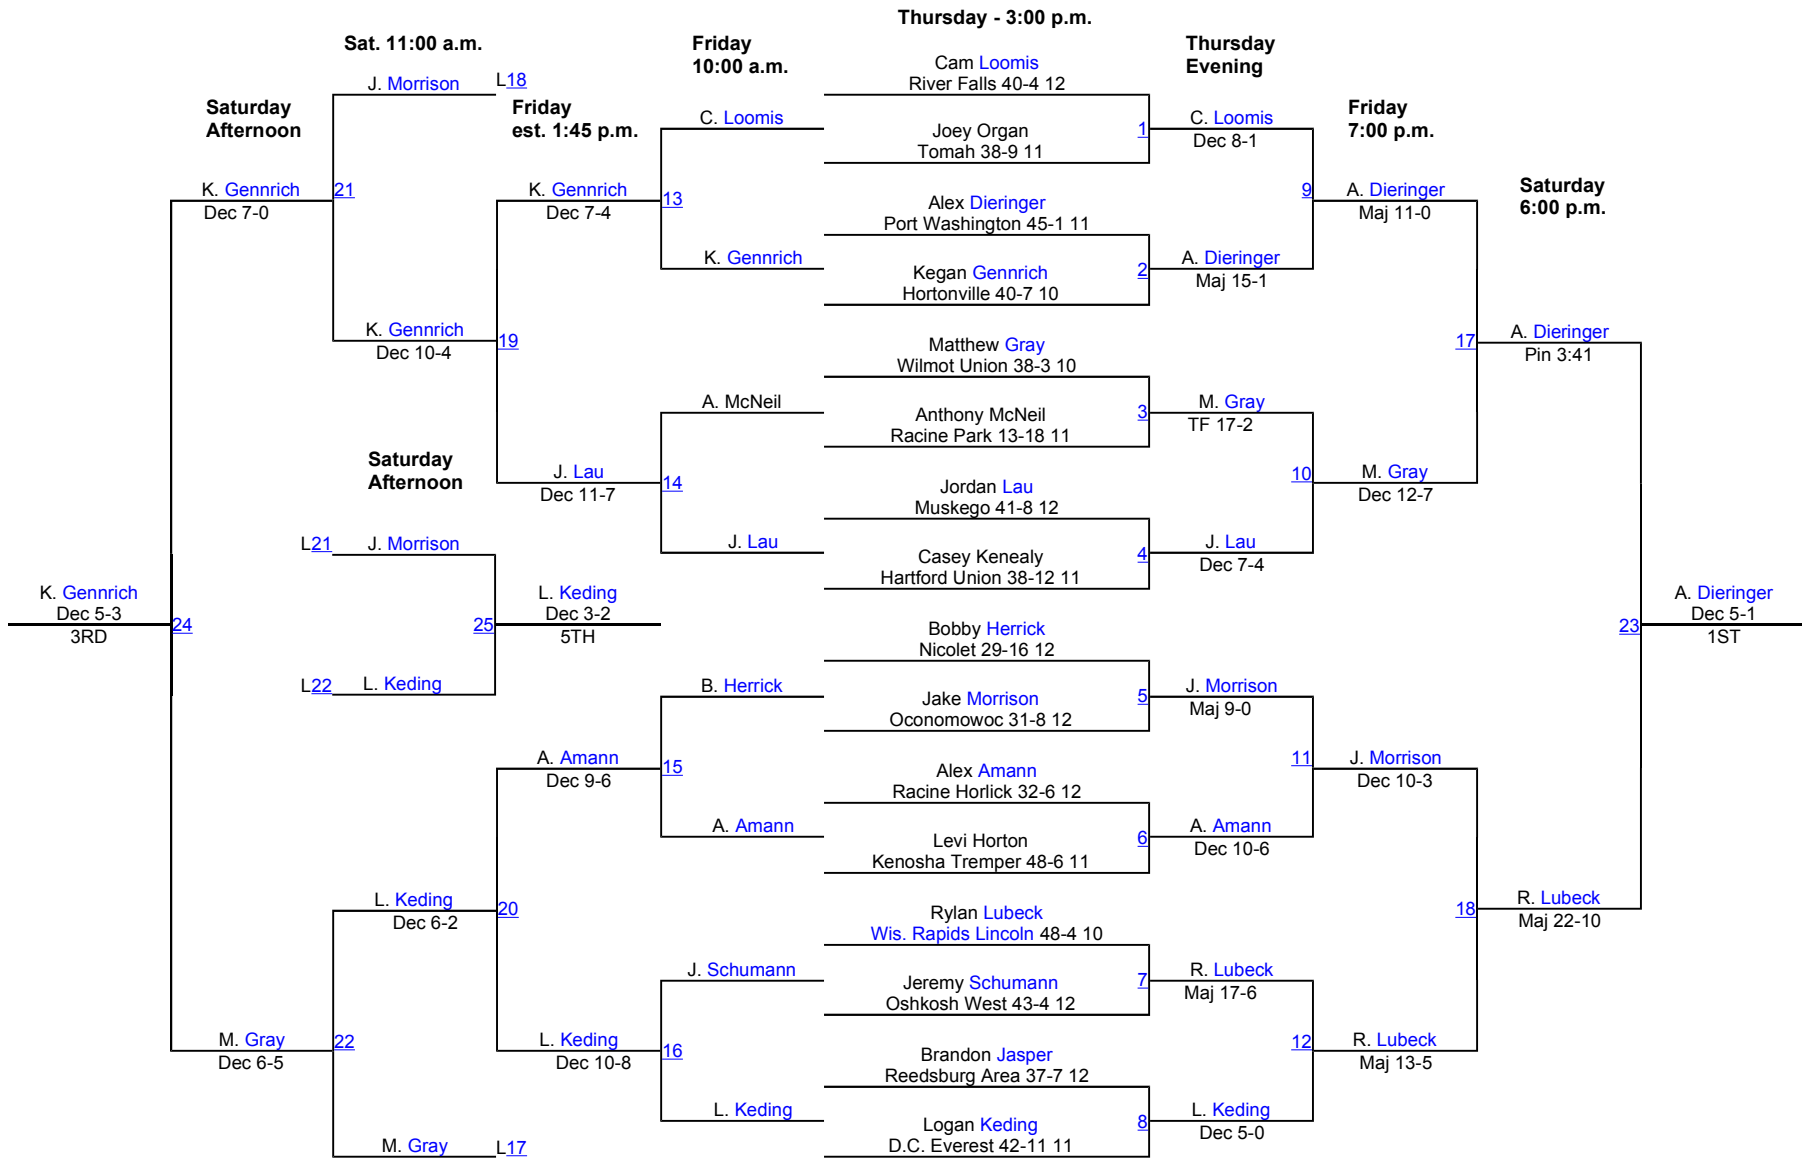 Thursday - 3:00 p.m.
Sat. 11:00 a.m.
Friday
10:00 a.m.
Thursday
Evening
Saturday
Afternoon
Friday
est. 1:45 p.m.
Friday
7:00 p.m.
Saturday
6:00 p.m.
Saturday
Afternoon
Cam Loomis
River Falls 40-4 12
Joey Organ
Tomah 38-9 11
1
Alex Dieringer
Port Washington 45-1 11
Kegan Gennrich
Hortonville 40-7 10
2
Matthew Gray
Wilmot Union 38-3 10
Anthony McNeil
Racine Park 13-18 11
3
Jordan Lau
Muskego 41-8 12
Casey Kenealy
Hartford Union 38-12 11
4
Bobby Herrick
Nicolet 29-16 12
Jake Morrison
Oconomowoc 31-8 12
5
Alex Amann
Racine Horlick 32-6 12
Levi Horton
Kenosha Tremper 48-6 11
6
Rylan Lubeck
Wis. Rapids Lincoln 48-4 10
Jeremy Schumann
Oshkosh West 43-4 12
7
Brandon Jasper
Reedsburg Area 37-7 12
Logan Keding
D.C. Everest 42-11 11
8
C. Loomis
Dec 8-1
9
A. Dieringer
Maj 15-1
M. Gray
TF 17-2
10
J. Lau
Dec 7-4
J. Morrison
Maj 9-0
11
A. Amann
Dec 10-6
R. Lubeck
Maj 17-6
12
L. Keding
Dec 5-0
A. Dieringer
Maj 11-0
17
M. Gray
Dec 12-7
J. Morrison
Dec 10-3
18
R. Lubeck
Maj 13-5
A. Dieringer
Pin 3:41
23
R. Lubeck
Maj 22-10
A. Dieringer
Dec 5-1
1ST
C. Loomis
13
K. Gennrich
A. McNeil
14
J. Lau
B. Herrick
15
A. Amann
J. Schumann
16
L. Keding
K. Gennrich
Dec 7-4
19
J. Lau
Dec 11-7
A. Amann
Dec 9-6
20
L. Keding
Dec 10-8
J. Morrison L18
21
K. Gennrich
Dec 10-4
L. Keding
Dec 6-2
22
M. Gray L17
K. Gennrich
Dec 7-0
24
M. Gray
Dec 6-5
K. Gennrich
Dec 5-3
3RD
L21 J. Morrison
25
L22 L. Keding
L. Keding
Dec 3-2
5TH